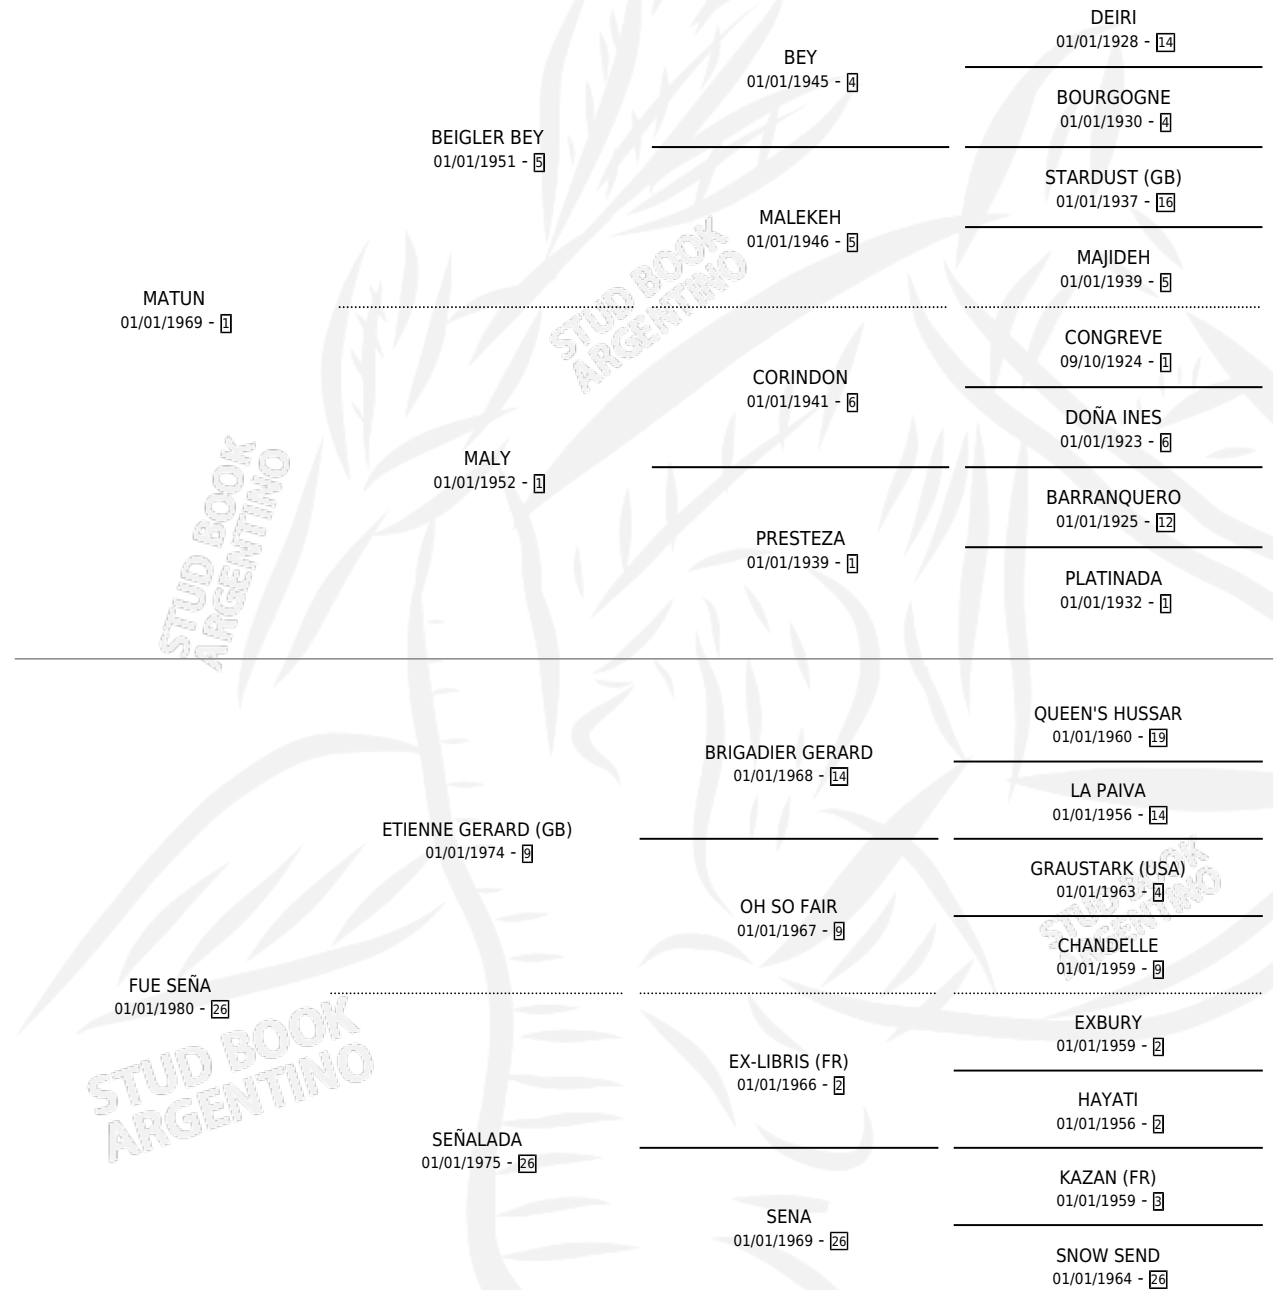 DEIRI
01/01/1928 - 14
BEY
01/01/1945 - 4
BOURGOGNE
01/01/1930 - 4
BEIGLER BEY
01/01/1951 - 5
STARDUST (GB)
01/01/1937 - 16
MALEKEH
01/01/1946 - 5
MAJIDEH
01/01/1939 - 5
MATUN
01/01/1969 - 1
CONGREVE
09/10/1924 - 1
CORINDON
01/01/1941 - 6
DOÑA INES
01/01/1923 - 6
MALY
01/01/1952 - 1
BARRANQUERO
01/01/1925 - 12
PRESTEZA
01/01/1939 - 1
PLATINADA
01/01/1932 - 1
QUEEN'S HUSSAR
01/01/1960 - 19
BRIGADIER GERARD
01/01/1968 - 14
LA PAIVA
01/01/1956 - 14
ETIENNE GERARD (GB)
01/01/1974 - 9
GRAUSTARK (USA)
01/01/1963 - 4
OH SO FAIR
01/01/1967 - 9
CHANDELLE
01/01/1959 - 9
FUE SEÑA
01/01/1980 - 26
EXBURY
01/01/1959 - 2
EX-LIBRIS (FR)
01/01/1966 - 2
HAYATI
01/01/1956 - 2
SEÑALADA
01/01/1975 - 26
KAZAN (FR)
01/01/1959 - 3
SENA
01/01/1969 - 26
SNOW SEND
01/01/1964 - 26
STUD BOOK
ARGENTINO
STUD BOOK
ARGENTINO
STUD BOOK
ARGENTINO
STUD BOOK
ARGENTINO